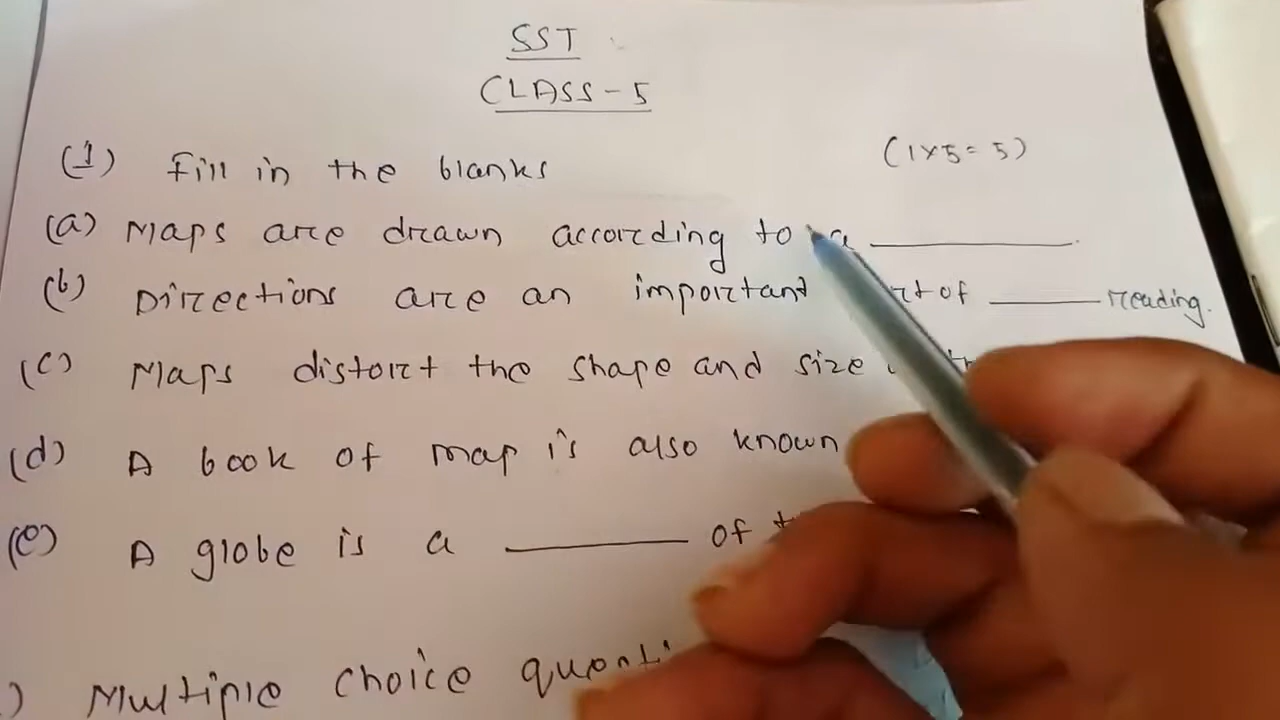 SST
CLASS-5
(1) Fill in the blanks (1x5=5)
(a) Maps are drawn according to a ________.
(b) Directions are an important of ______ reading.
(c) Maps distort the shape and size
(d) A book of map is also known
(e) A globe is a ________ of
Multiple choice